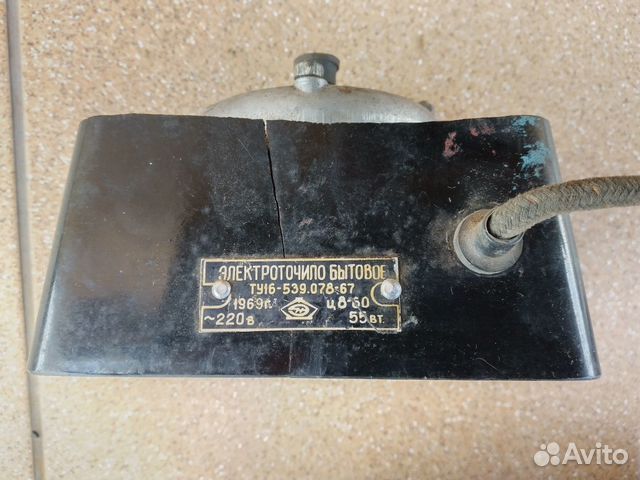 ЭЛЕКТРОТОЧИЛО БЫТОВОЕ
ТУ16-539.078-67
1969г. ц.8-60
~220в 55вт.
Avito